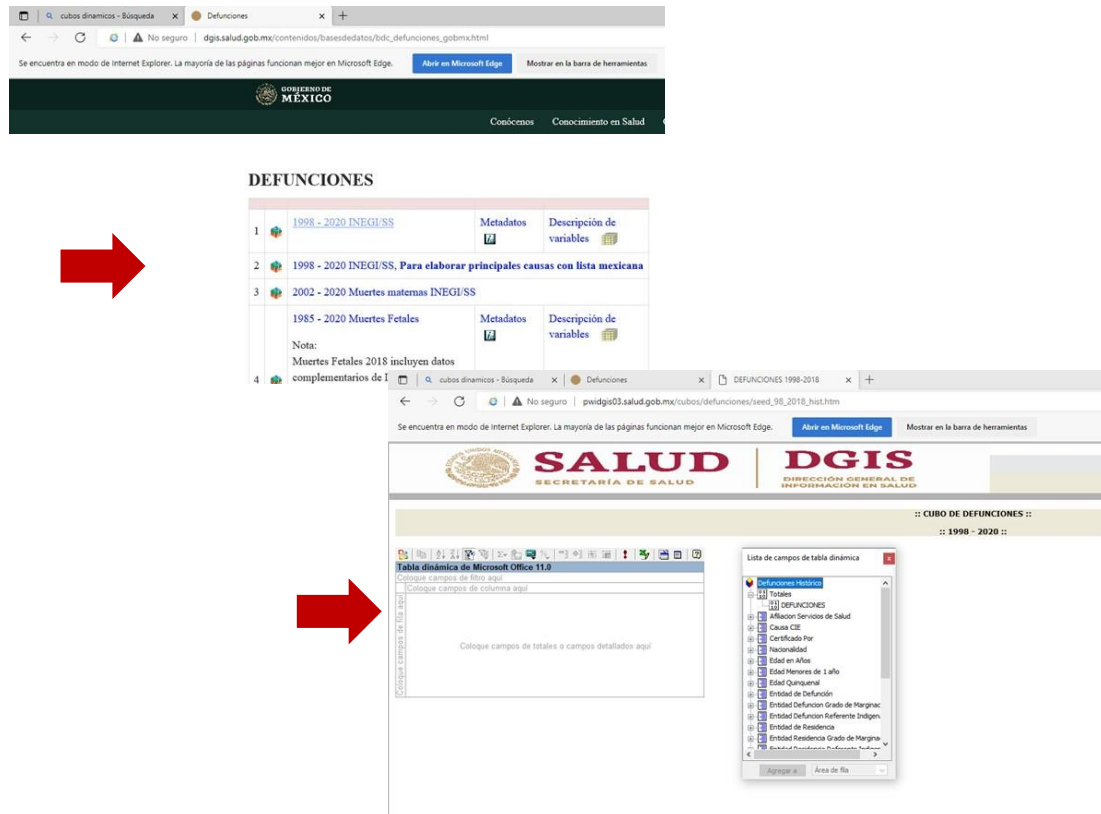 cubos dinamicos - Búsqueda
Defunciones
No seguro
dgis.salud.gob.mx/contenidos/basesdedatos/bdc_defunciones_gobmx.html
Se encuentra en modo de Internet Explorer. La mayoría de las páginas funcionan mejor en Microsoft Edge.
Abrir en Microsoft Edge
Mostrar en la barra de herramientas
GOBIERNO DE
MÉXICO
Conócenos
Conocimiento en Salud
DEFUNCIONES
1
1998 - 2020 INEGI/SS
Metadatos
Descripción de
variables
2
1998 - 2020 INEGI/SS, Para elaborar principales causas con lista mexicana
3
2002 - 2020 Muertes maternas INEGI/SS
1985 - 2020 Muertes Fetales
Metadatos
Descripción de
variables
Nota:
Muertes Fetales 2018 incluyen datos
4
complementarios de
cubos dinamicos - Búsqueda
Defunciones
DEFUNCIONES 1998-2018
No seguro
pwidgis03.salud.gob.mx/cubos/defunciones/seed_98_2018_hist.htm
Se encuentra en modo de Internet Explorer. La mayoría de las páginas funcionan mejor en Microsoft Edge.
Abrir en Microsoft Edge
Mostrar en la barra de herramientas
SALUD
SECRETARÍA DE SALUD
DGIS
DIRECCIÓN GENERAL DE
INFORMACIÓN EN SALUD
:: CUBO DE DEFUNCIONES ::
:: 1998 - 2020 ::
Tabla dinámica de Microsoft Office 11.0
Coloque campos de filtro aquí
Coloque campos de columna aquí
Coloque campos de fila aquí
Coloque campos de totales o campos detallados aquí
Lista de campos de tabla dinámica
Defunciones Histórico
Totales
DEFUNCIONES
Afiliacion Servicios de Salud
Causa CIE
Certificado Por
Nacionalidad
Edad en Años
Edad Menores de 1 año
Edad Quinquenal
Entidad de Defunción
Entidad Defuncion Grado de Marginac
Entidad Defuncion Referente Indigen
Entidad de Residencia
Entidad Residencia Grado de Margina
Agregar a
Área de fila